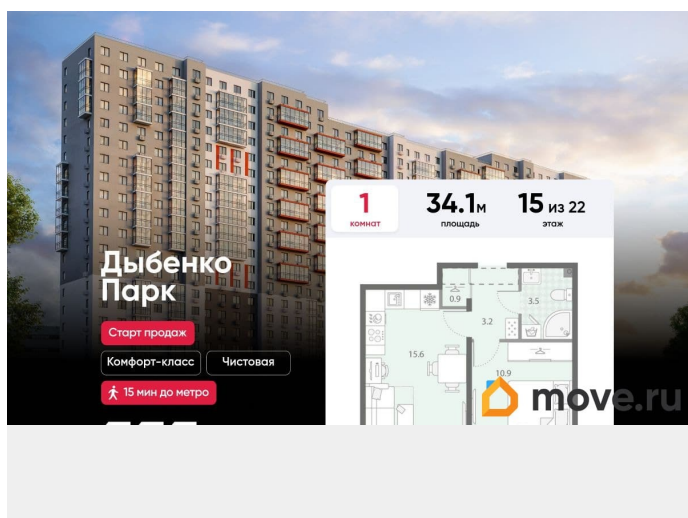 1
комнат
34.1м
площадь
15 из 22
этаж
Дыбенко
Парк
Старт продаж
Комфорт-класс
Чистовая
15 мин до метро
0.9
3.5
3.2
15.6
10.9
move.ru